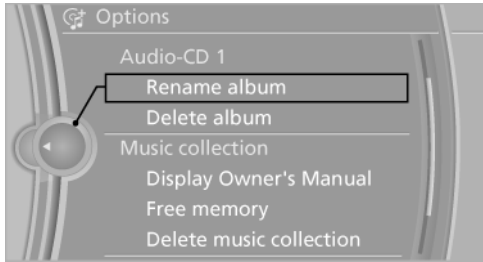 Options
Audio-CD 1
Rename album
Delete album
Music collection
Display Owner's Manual
Free memory
Delete music collection